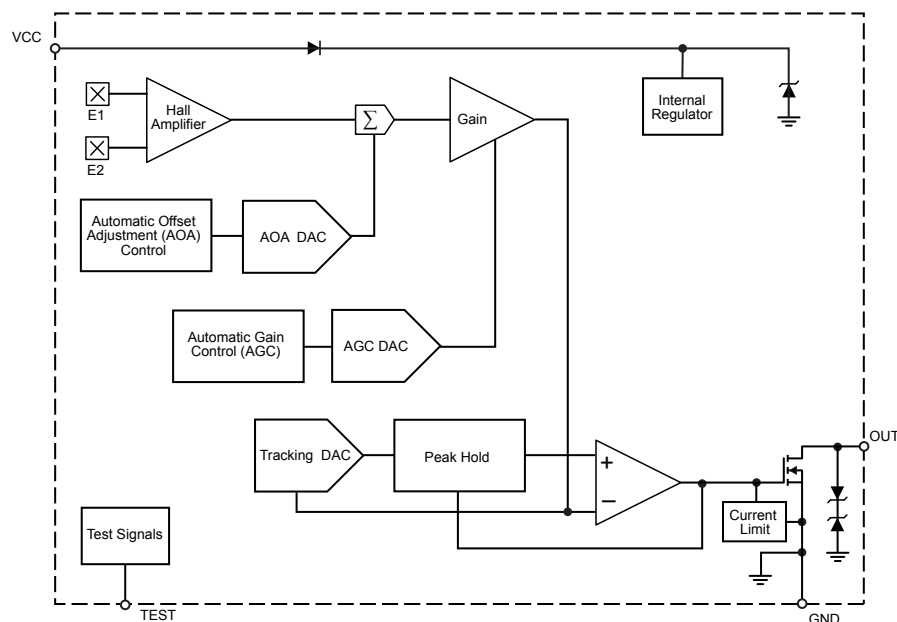 VCC
E1
E2
Hall
Amplifier
Σ
Gain
Internal
Regulator
Automatic Offset
Adjustment (AOA)
Control
AOA DAC
Automatic Gain
Control (AGC)
AGC DAC
Tracking DAC
Peak Hold
+
−
OUT
Current
Limit
Test Signals
TEST
GND